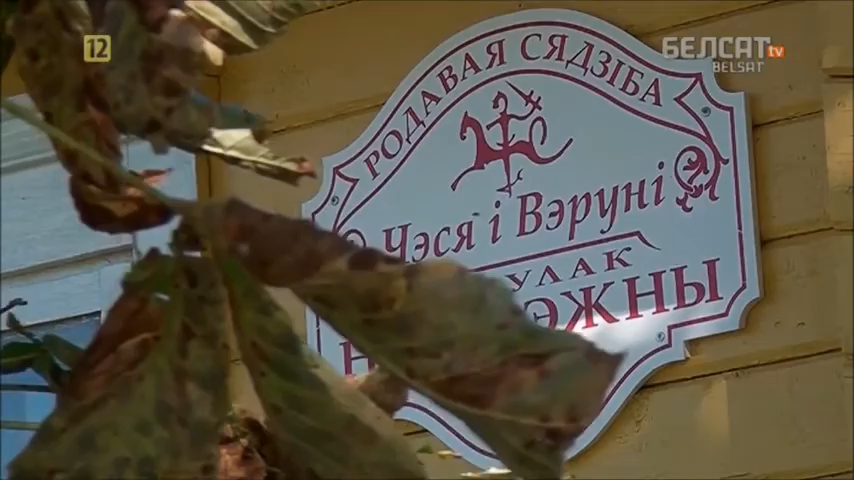 12
БЕЛСАТ tv
BELSAT
РОДАВАЯ СЯДЗІБА
Чэся і Вэруні